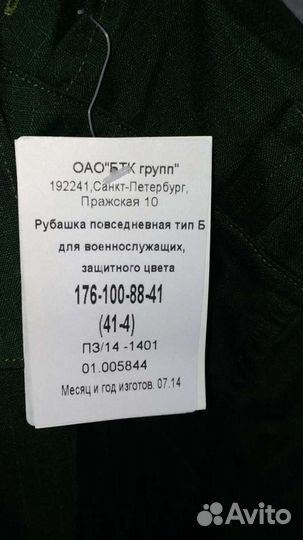 ОАО"БТК групп"
192241,Санкт-Петербург,
Пражская 10
Рубашка повседневная тип Б
для военнослужащих,
защитного цвета
176-100-88-41
(41-4)
ПЗ/14 -1401
01.005844
Месяц и год изготов. 07.14
Avito